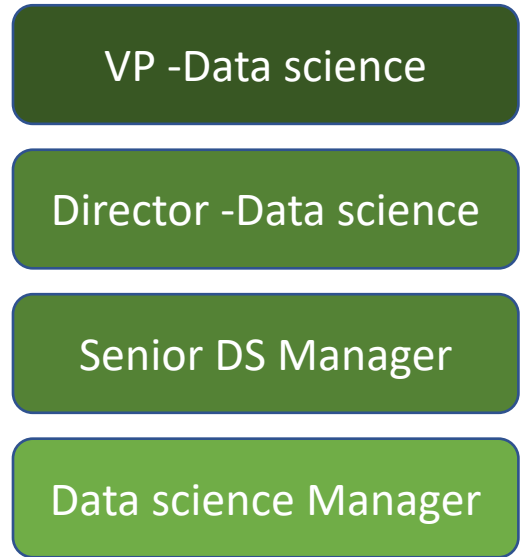 VP -Data science
Director -Data science
Senior DS Manager
Data science Manager